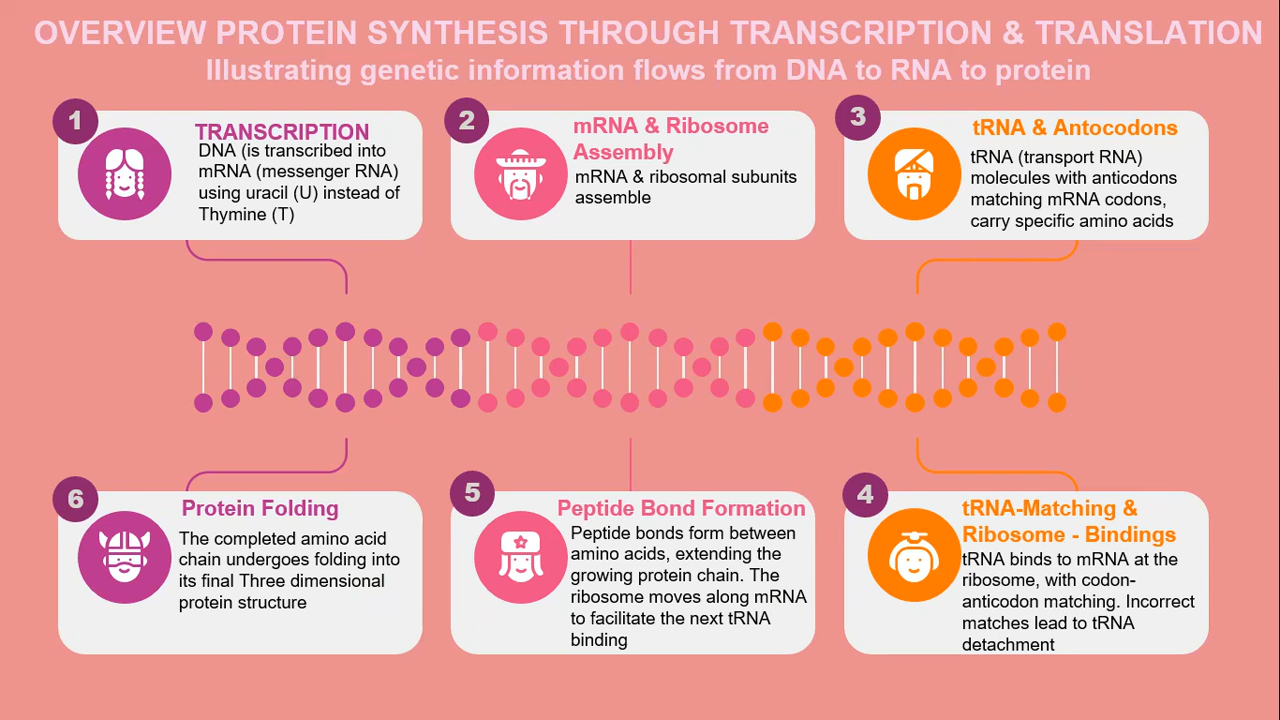 OVERVIEW PROTEIN SYNTHESIS THROUGH TRANSCRIPTION & TRANSLATION
Illustrating genetic information flows from DNA to RNA to protein
1
TRANSCRIPTION
DNA (is transcribed into
mRNA (messenger RNA)
using uracil (U) instead of
Thymine (T)
2
mRNA & Ribosome
Assembly
mRNA & ribosomal subunits
assemble
3
tRNA & Antocodons
tRNA (transport RNA)
molecules with anticodons
matching mRNA codons,
carry specific amino acids
6
Protein Folding
The completed amino acid
chain undergoes folding into
its final Three dimensional
protein structure
5
Peptide Bond Formation
Peptide bonds form between
amino acids, extending the
growing protein chain. The
ribosome moves along mRNA
to facilitate the next tRNA
binding
4
tRNA-Matching &
Ribosome - Bindings
tRNA binds to mRNA at the
ribosome, with codon-
anticodon matching. Incorrect
matches lead to tRNA
detachment